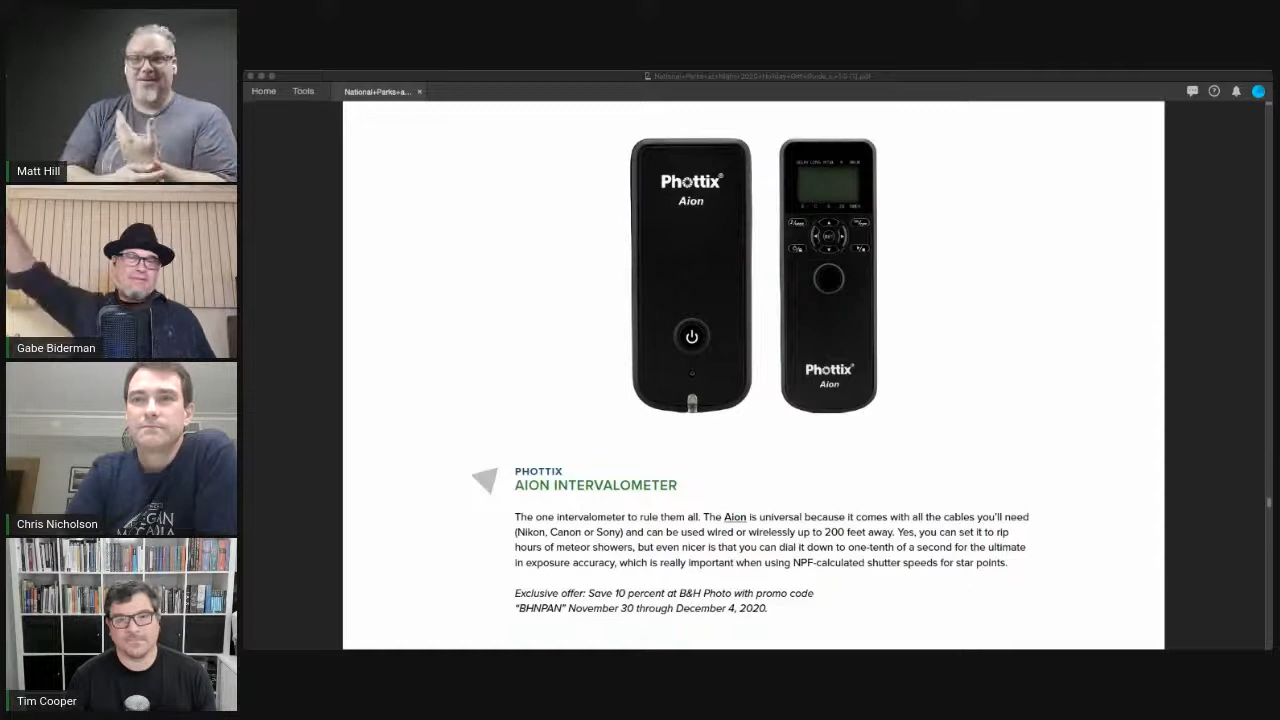 Matt Hill
Gabe Biderman
Chris Nicholson
Tim Cooper
Home
Tools
National+Parks+a...
Phottix®
Aion
Phottix®
Aion
PHOTTIX
AION INTERVALOMETER
The one intervalometer to rule them all. The Aion is universal because it comes with all the cables you'll need
(Nikon, Canon or Sony) and can be used wired or wirelessly up to 200 feet away. Yes, you can set it to rip
hours of meteor showers, but even nicer is that you can dial it down to one-tenth of a second for the ultimate
in exposure accuracy, which is really important when using NPF-calculated shutter speeds for star points.
Exclusive offer: Save 10 percent at B&H Photo with promo code
"BHNPAN" November 30 through December 4, 2020.